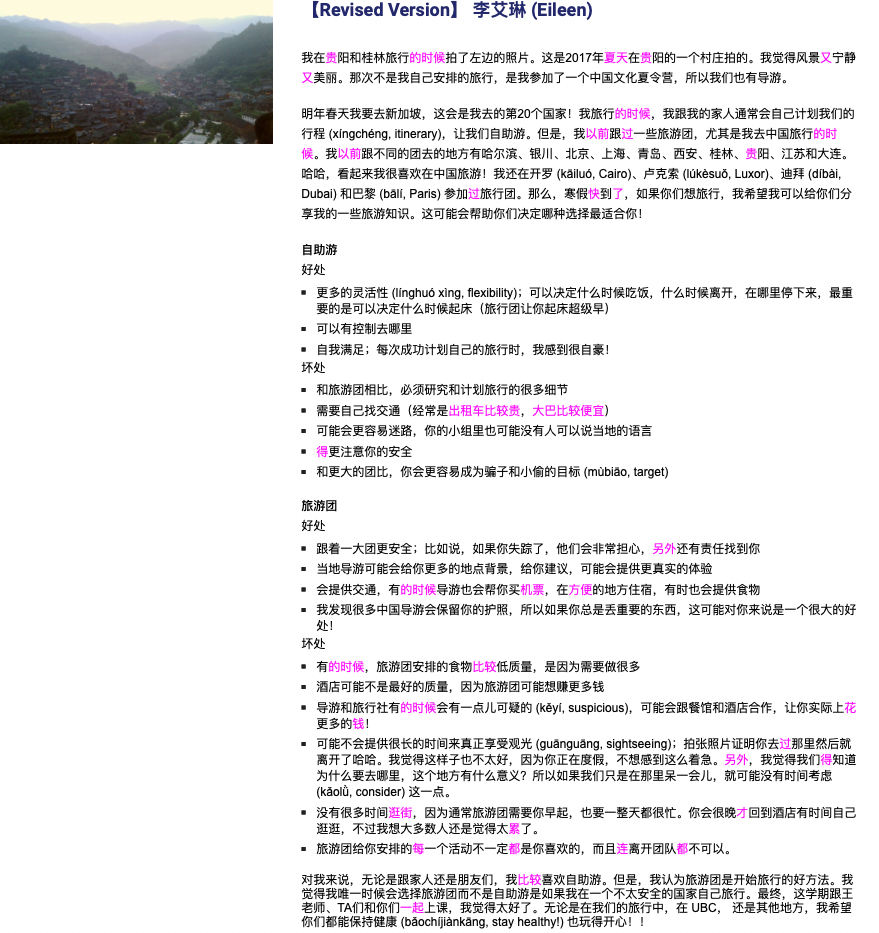 【Revised Version】 李艾琳 (Eileen)
我在贵阳和桂林旅行的时候拍了左边的照片。这是2017年夏天在贵阳的一个村庄拍的。我觉得风景又宁静
又美丽。那次不是我自己安排的旅行，是我参加了一个中国文化夏令营，所以我们也有导游。
明年春天我要去新加坡，这会是我去的第20个国家！我旅行的时候，我跟我的家人通常会自己计划我们的
行程 (xíngchéng, itinerary)，让我们自助游。但是，我以前跟过一些旅游团，尤其是我去中国旅行的时
候。我以前跟不同的团去的地方有哈尔滨、银川、北京、上海、青岛、西安、桂林、贵阳、江苏和大连。
哈哈，看起来我很喜欢在中国旅游！我还在开罗 (kāiluó, Cairo)、卢克索 (lúkèsuǒ, Luxor)、迪拜 (díbài,
Dubai) 和巴黎 (bālí, Paris) 参加过旅行团。那么，寒假快到了，如果你们想旅行，我希望我可以给你们分
享我的一些旅游知识。这可能会帮助你们决定哪种选择最适合你！
自助游
好处
▪ 更多的灵活性 (línghuó xìng, flexibility)；可以决定什么时候吃饭，什么时候离开，在哪里停下来，最重
要的是可以决定什么时候起床（旅行团让你起床超级早）
▪ 可以有控制去哪里
▪ 自我满足；每次成功计划自己的旅行时，我感到很自豪！
坏处
▪ 和旅游团相比，必须研究和计划旅行的很多细节
▪ 需要自己找交通（经常是出租车比较贵，大巴比较便宜）
▪ 可能会更容易迷路，你的小组里也可能没有人可以说当地的语言
▪ 得更注意你的安全
▪ 和更大的团比，你会更容易成为骗子和小偷的目标 (mùbiāo, target)
旅游团
好处
▪ 跟着一大团更安全；比如说，如果你失踪了，他们会非常担心，另外还有责任找到你
▪ 当地导游可能会给你更多的地点背景，给你建议，可能会提供更真实的体验
▪ 会提供交通，有的时候导游也会帮你买机票，在方便的地方住宿，有时也会提供食物
▪ 我发现很多中国导游会保留你的护照，所以如果你总是丢重要的东西，这可能对你来说是一个很大的好
处！
坏处
▪ 有的时候，旅游团安排的食物比较低质量，是因为需要做很多
▪ 酒店可能不是最好的质量，因为旅游团可能想赚更多钱
▪ 导游和旅行社有的时候会有一点儿可疑的 (kěyí, suspicious)，可能会跟餐馆和酒店合作，让你实际上花
更多的钱！
▪ 可能不会提供很长的时间来真正享受观光 (guānguāng, sightseeing)；拍张照片证明你去过那里然后就
离开了哈哈。我觉得这样子也不太好，因为你正在度假，不想感到这么着急。另外，我觉得我们得知道
为什么要去哪里，这个地方有什么意义？所以如果我们只是在那里呆一会儿，就可能没有时间考虑
(kǎolǜ, consider) 这一点。
▪ 没有很多时间逛街，因为通常旅游团需要你早起，也要一整天都很忙。你会很晚才回到酒店有时间自己
逛逛，不过我想大多数人还是觉得太累了。
▪ 旅游团给你安排的每一个活动不一定都是你喜欢的，而且连离开团队都不可以。
对我来说，无论是跟家人还是朋友们，我比较喜欢自助游。但是，我认为旅游团是开始旅行的好方法。我
觉得我唯一时候会选择旅游团而不是自助游是如果我在一个不太安全的国家自己旅行。最终，这学期跟王
老师、TA们和你们一起上课，我觉得太好了。无论是在我们的旅行中，在 UBC， 还是其他地方，我希望
你们都能保持健康 (bǎochíjiànkāng, stay healthy!) 也玩得开心！！